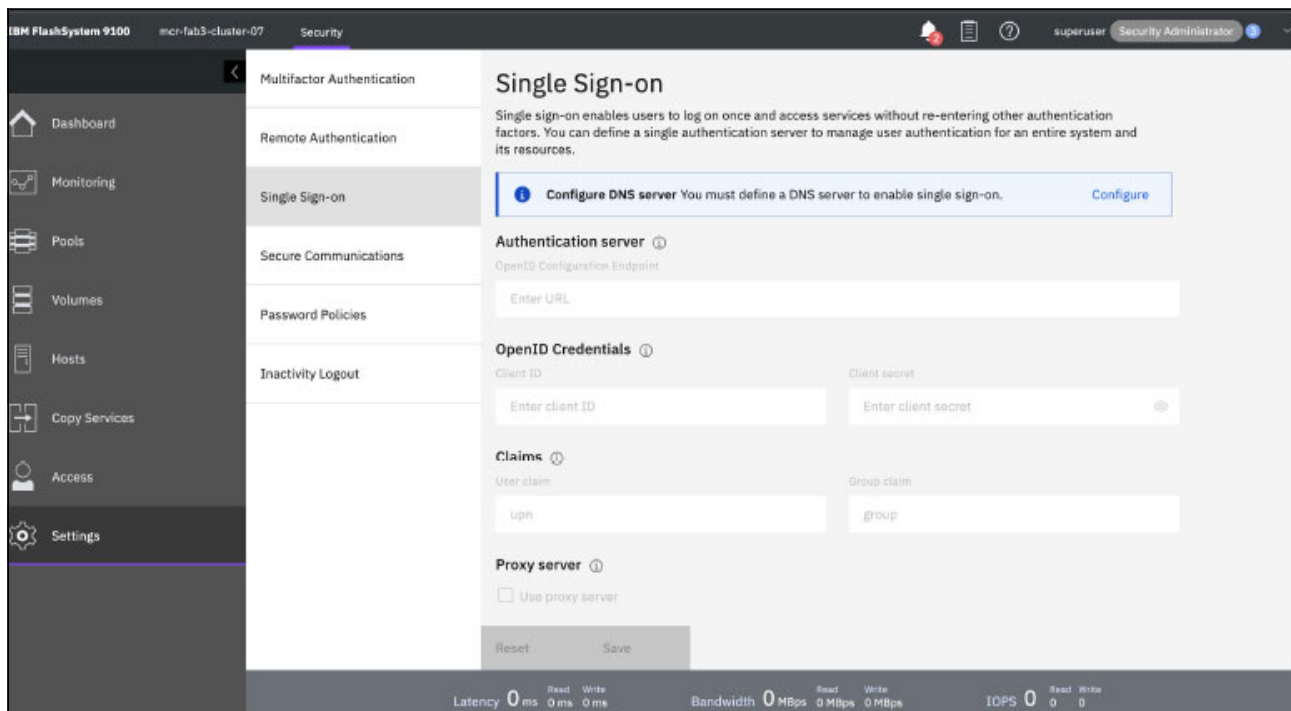 IBM FlashSystem 9100 mcr-fab3-cluster-07 Security
2
superuser Security Administrator 3
Dashboard
Monitoring
Pools
Volumes
Hosts
Copy Services
Access
Settings
Multifactor Authentication
Remote Authentication
Single Sign-on
Secure Communications
Password Policies
Inactivity Logout
Single Sign-on
Single sign-on enables users to log on once and access services without re-entering other authentication
factors. You can define a single authentication server to manage user authentication for an entire system and
its resources.
Configure DNS server You must define a DNS server to enable single sign-on. Configure
Authentication server
OpenID Configuration Endpoint
Enter URL
OpenID Credentials
Client ID Client secret
Enter client ID Enter client secret
Claims
User claim Group claim
upn group
Proxy server
Use proxy server
Reset Save
Latency 0 ms Read 0 ms Write 0 ms Bandwidth 0 MBps Read 0 MBps Write 0 MBps IOPS 0 Read 0 Write 0